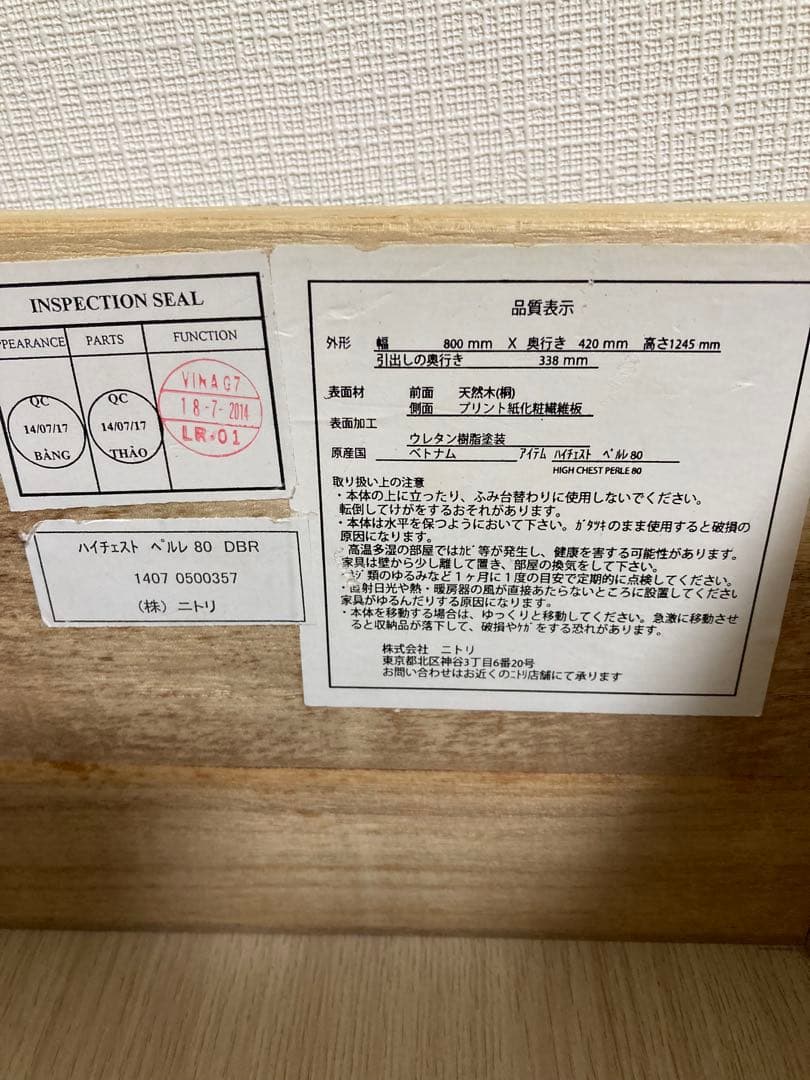 INSPECTION SEAL
PPEARANCE PARTS FUNCTION
QC
14/07/17
BẢNG
QC
14/07/17
THẢO
VINAG7
18-7-2014
LR.01
ハイチェスト ペルレ 80 DBR
1407 0500357
(株) ニトリ
品質表示
外形 幅 800 mm X 奥行き 420 mm 高さ1245 mm
引出しの奥行き 338 mm
表面材 前面 天然木(桐)
側面 プリント紙化粧繊維板
表面加工
ウレタン樹脂塗装
原産国 ベトナム アイテム ハイチェスト ペルレ 80
HIGH CHEST PERLE 80
取り扱い上の注意
・本体の上に立ったり、ふみ台替わりに使用しないでください。
転倒してけがをするおそれがあります。
・本体は水平を保つようにおいて下さい。ガタツキのまま使用すると破損の
原因になります。
・高温多湿の部屋ではカビ等が発生し、健康を害する可能性があります。
家具は壁から少し離して置き、部屋の換気をして下さい。
類のゆるみなど1ヶ月に1度の目安で定期的に点検してください。
・直射日光や熱・暖房器の風が直接あたらないところに設置してくださ
家具がゆるんだりする原因になります。
・本体を移動する場合は、ゆっくりと移動してください。急激に移動させ
ると収納品が落下して、破損やケガをする恐れがあります。
株式会社 ニトリ
東京都北区神谷3丁目6番20号
お問い合わせはお近くのニトリ店舗にて承ります